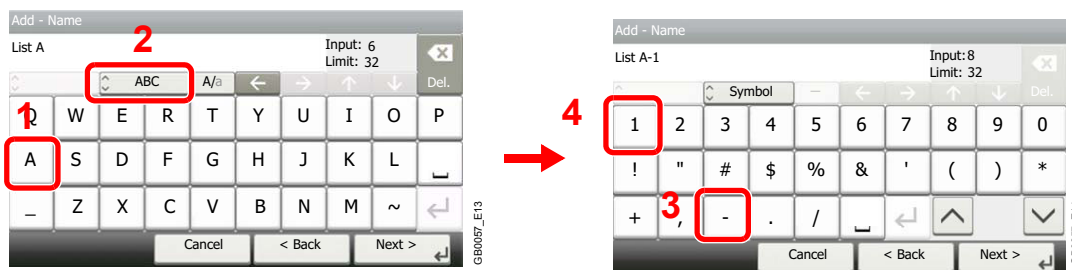 Add - Name
List A
2
Input: 6
Limit: 32
ABC
A/a
Del.
1
Q W E R T Y U I O P
A S D F G H J K L
_ Z X C V B N M ~
Cancel
< Back
Next >
GB0057_E13
Add - Name
List A-1
Input:8
Limit: 32
Symbol
Del.
4
1 2 3 4 5 6 7 8 9 0
! " # $ % & ' ( ) *
3
+ , - . /
Cancel
< Back
Next >